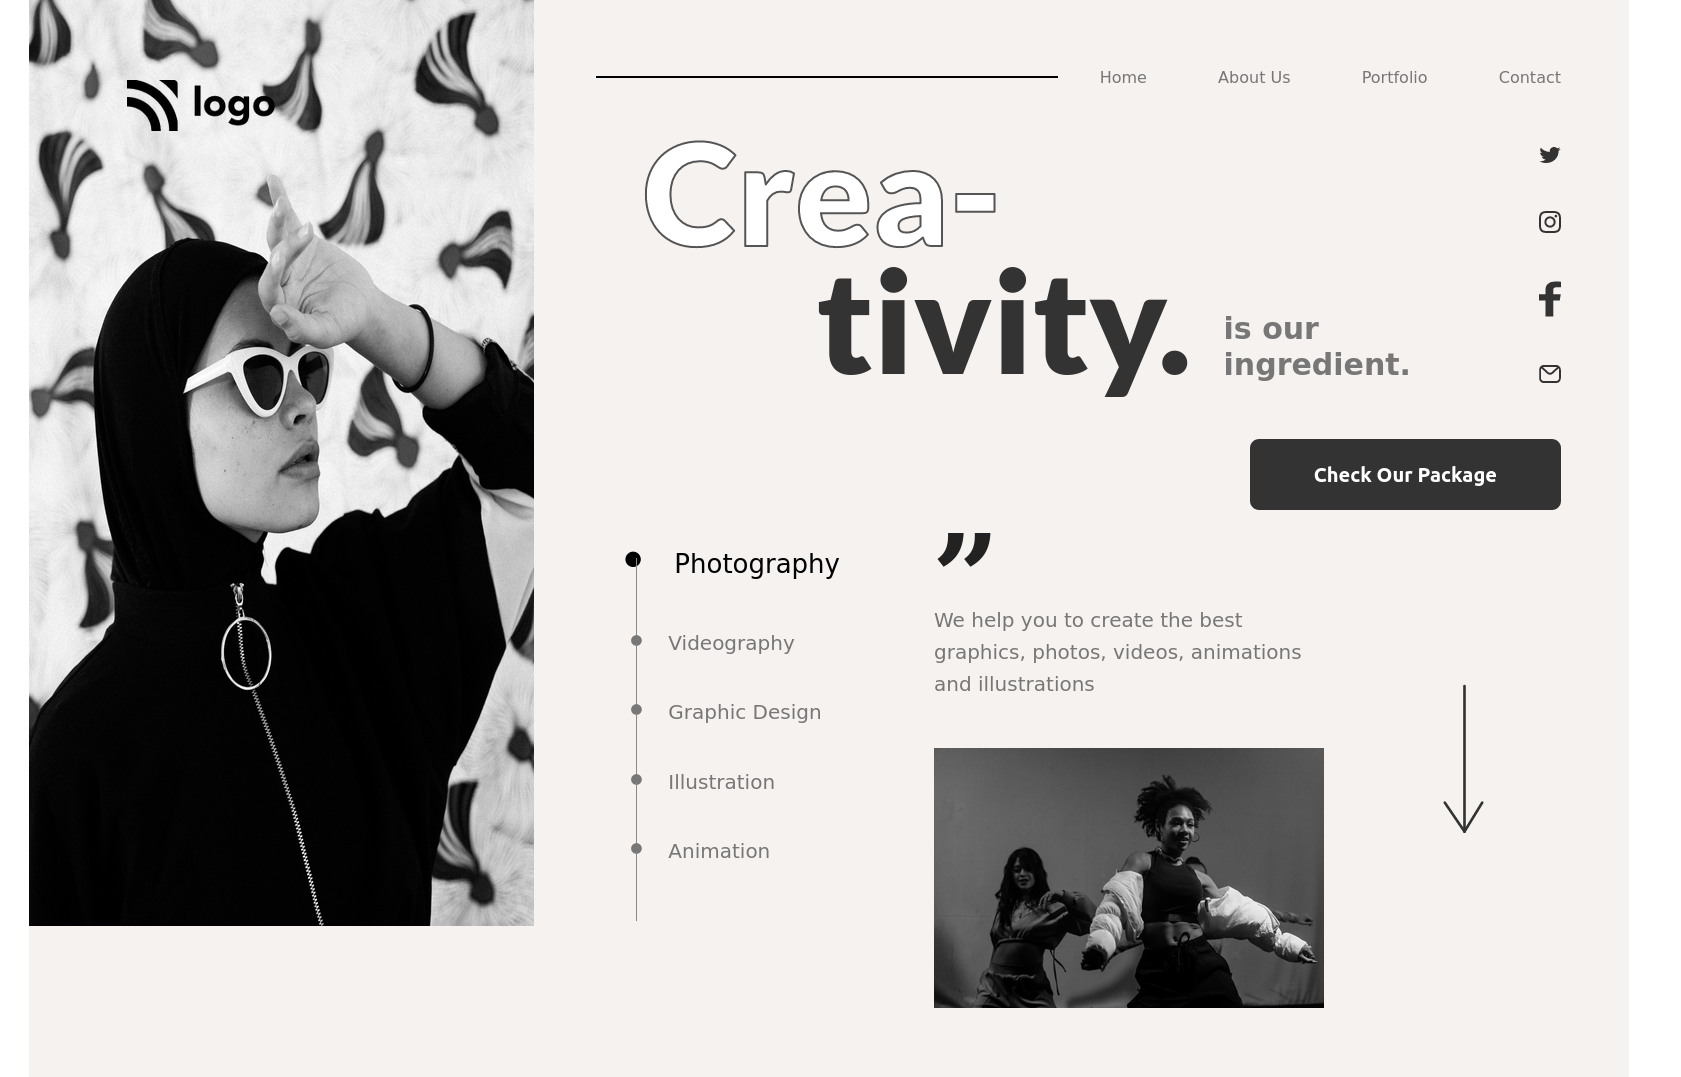 logo
Home About Us Portfolio Contact
Crea-
tivity.
is our
ingredient.
Check Our Package
Photography
Videography
Graphic Design
Illustration
Animation
”
We help you to create the best
graphics, photos, videos, animations
and illustrations